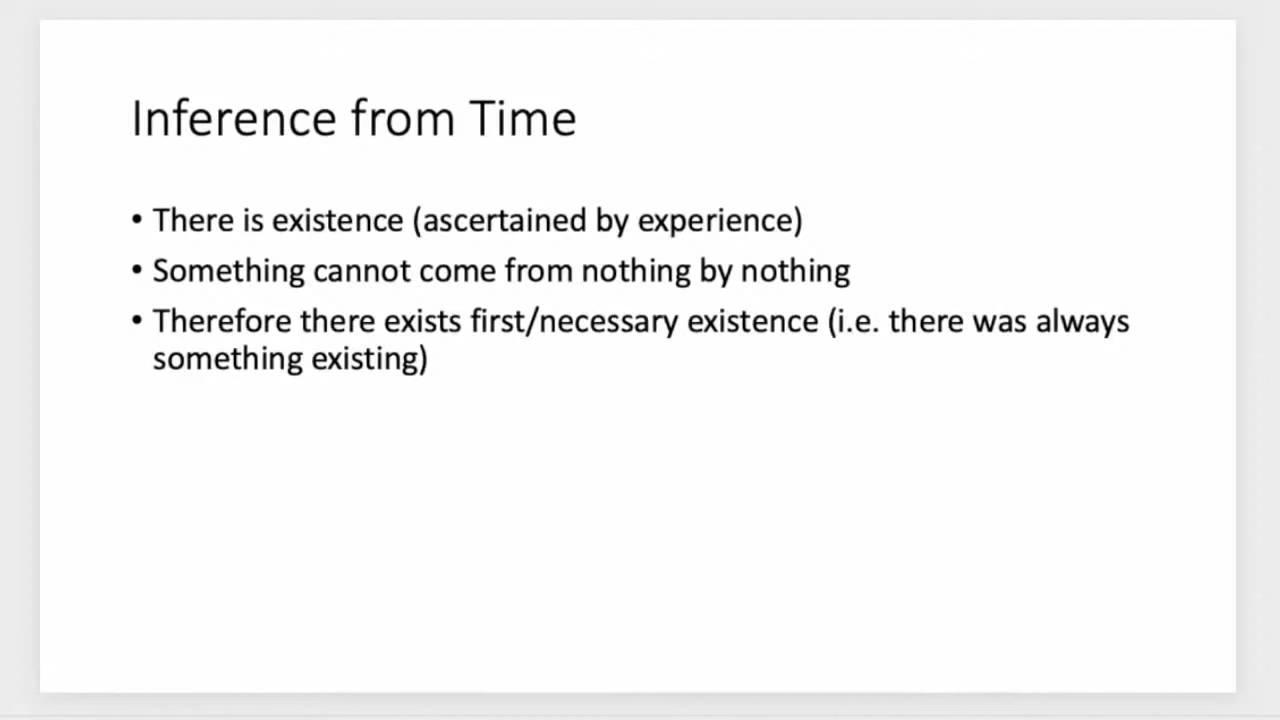 Inference from Time
• There is existence (ascertained by experience)
• Something cannot come from nothing by nothing
• Therefore there exists first/necessary existence (i.e. there was always
something existing)